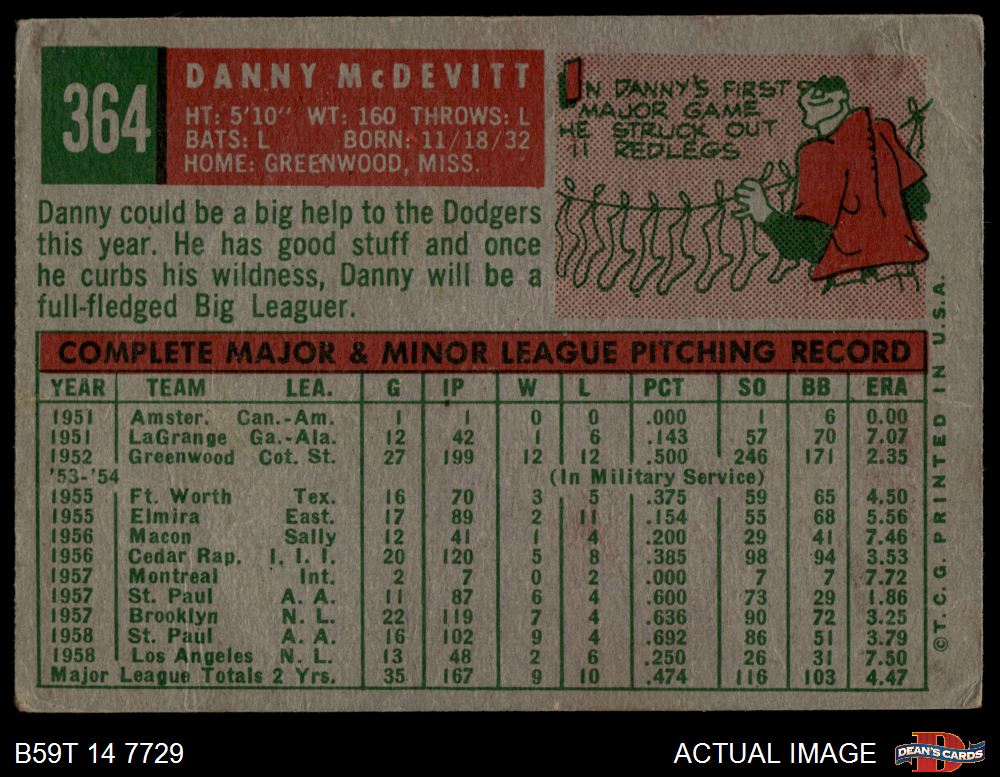 364
DANNY McDEVITT
HT: 5'10" WT: 160 THROWS: L
BATS: L BORN: 11/18/32
HOME: GREENWOOD, MISS.
IN DANNY'S FIRST
MAJOR GAME
HE STRUCK OUT
11 REDLEGS
Danny could be a big help to the Dodgers
this year. He has good stuff and once
he curbs his wildness, Danny will be a
full-fledged Big Leaguer.
COMPLETE MAJOR & MINOR LEAGUE PITCHING RECORD
YEAR TEAM LEA. G IP W L PCT SO BB ERA
1951 Amster. Can.-Am. 1 1 0 0 .000 1 6 0.00
1951 LaGrange Ga.-Ala. 12 42 1 6 .143 57 70 7.07
1952 Greenwood Cot. St. 27 199 12 12 .500 246 171 2.35
'53-'54 (In Military Service)
1955 Ft. Worth Tex. 16 70 3 5 .375 59 65 4.50
1955 Elmira East. 17 89 2 11 .154 55 68 5.56
1956 Macon Sally 12 41 1 4 .200 29 41 7.46
1956 Cedar Rap. I. I. I. 20 120 5 8 .385 98 94 3.53
1957 Montreal Int. 2 7 0 2 .000 7 7 7.72
1957 St. Paul A. A. 11 87 6 4 .600 73 29 1.86
1957 Brooklyn N. L. 22 119 7 4 .636 90 72 3.25
1958 St. Paul A. A. 16 102 9 4 .692 86 51 3.79
1958 Los Angeles N. L. 13 48 2 6 .250 26 31 7.50
Major League Totals 2 Yrs. 35 167 9 10 .474 116 103 4.47
©T.C.G. PRINTED IN U.S.A.
B59T 14 7729
ACTUAL IMAGE
DEAN'S CARDS